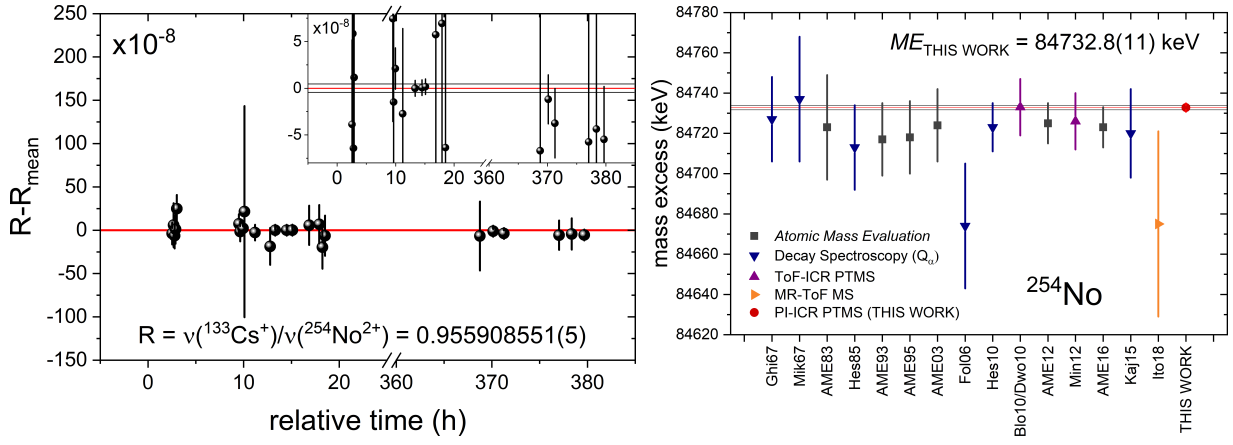 250
200
150
100
50
0
-50
-100
-150
R-R_mean
x10^-8
x10^-8
5
0
-5
0
10
20
360
370
380
R = ν(^133Cs^+)/ν(^254No^2+) = 0.955908551(5)
0
10
20
360
370
380
relative time (h)
84780
84760
84740
84720
84700
84680
84660
84640
84620
mass excess (keV)
ME_THIS WORK = 84732.8(11) keV
Atomic Mass Evaluation
Decay Spectroscopy (Q_α)
ToF-ICR PTMS
MR-ToF MS
PI-ICR PTMS (THIS WORK)
^254No
Ghi67
Mik67
AME83
Hes85
AME93
AME95
AME03
Fol06
Hes10
Blo10/Dwo10
AME12
Min12
AME16
Kaj15
Ito18
THIS WORK